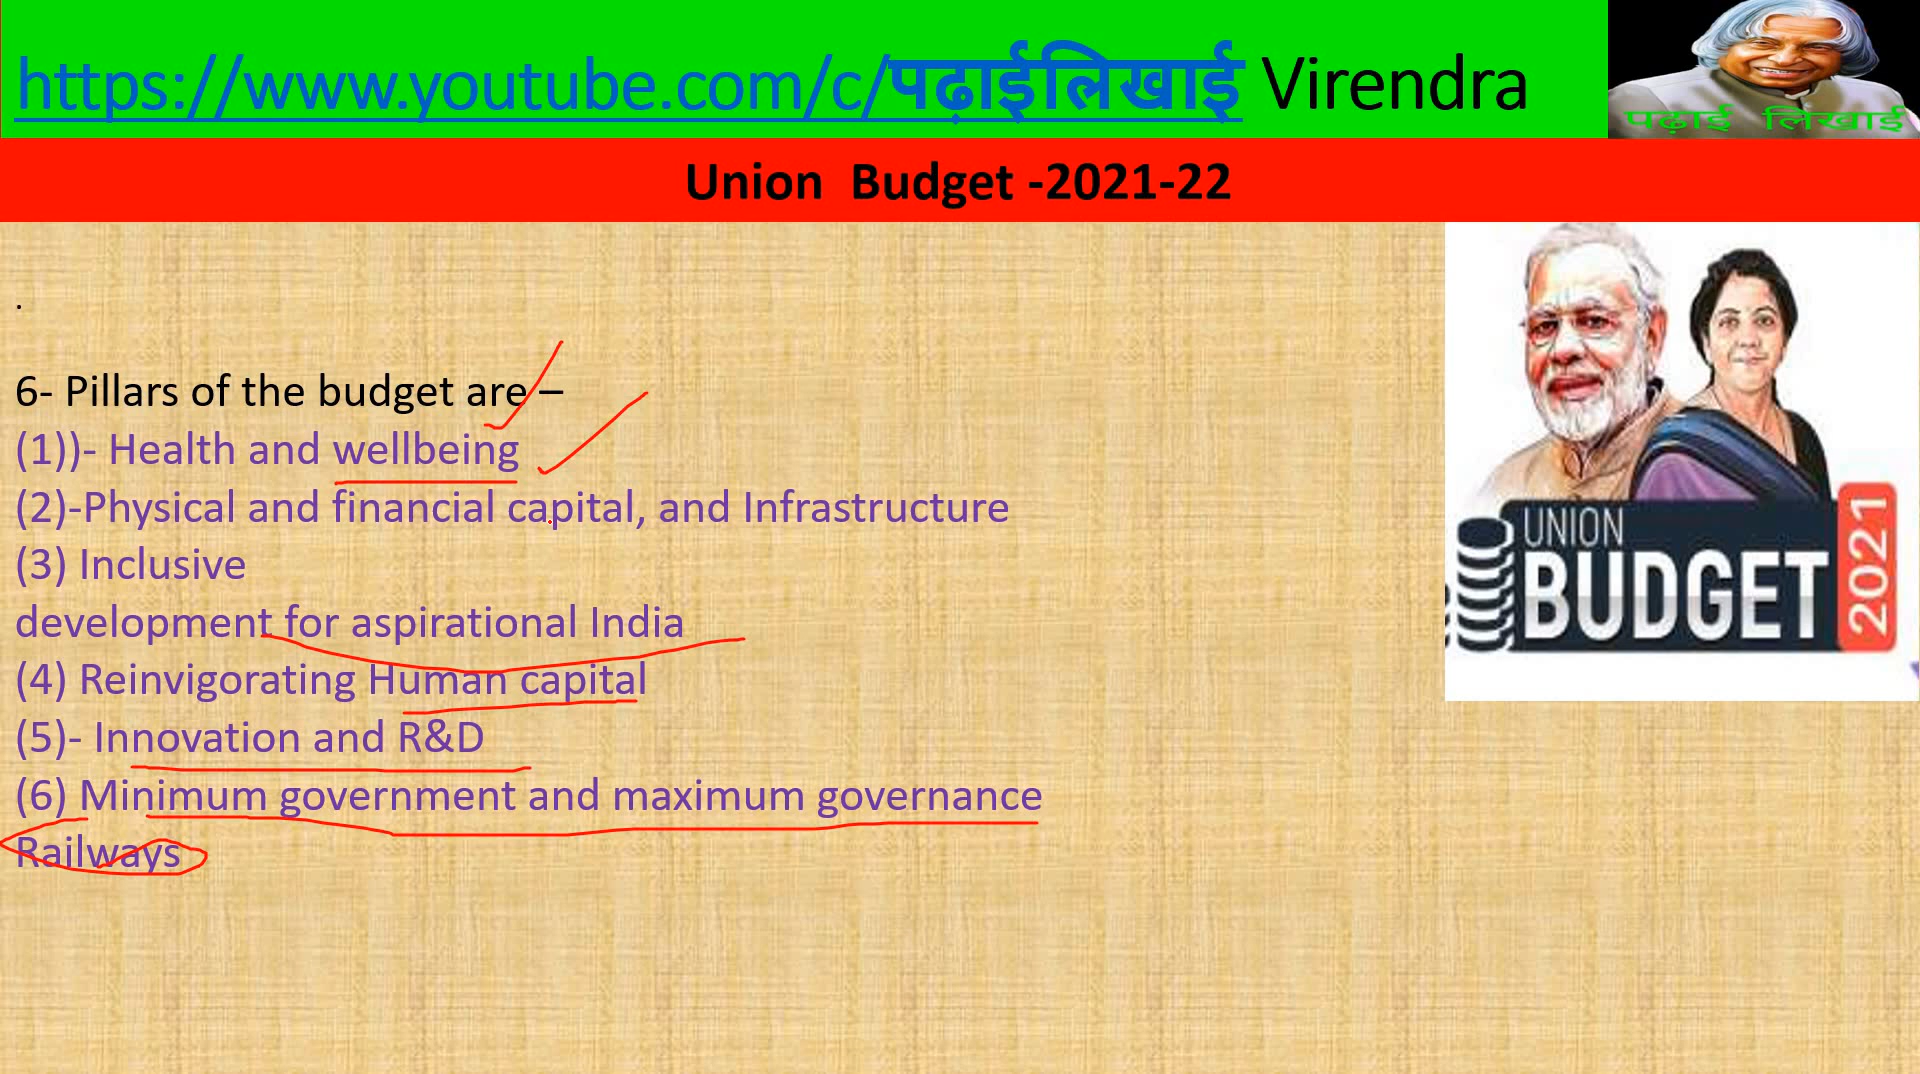 https://www.youtube.com/c/पढ़ाईलिखाई Virendra
पढ़ाई लिखाई
Union Budget -2021-22
.
6- Pillars of the budget are –
(1))- Health and wellbeing
(2)-Physical and financial capital, and Infrastructure
(3) Inclusive
development for aspirational India
(4) Reinvigorating Human capital
(5)- Innovation and R&D
(6) Minimum government and maximum governance
Railways
UNION
BUDGET
2021